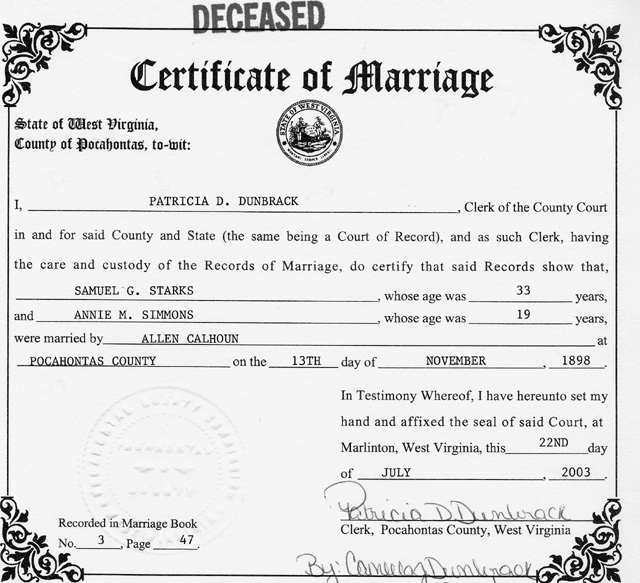 DECEASED
Certificate of Marriage
State of West Virginia,
County of Pocahontas, to-wit:
STATE OF WEST VIRGINIA
MONTANI SEMPER LIBERI
I, PATRICIA D. DUNBRACK, Clerk of the County Court
in and for said County and State (the same being a Court of Record), and as such Clerk, having
the care and custody of the Records of Marriage, do certify that said Records show that,
SAMUEL G. STARKS, whose age was 33 years,
and ANNIE M. SIMMONS, whose age was 19 years,
were married by ALLEN CALHOUN at
POCAHONTAS COUNTY on the 13TH day of NOVEMBER, 1898.
In Testimony Whereof, I have hereunto set my
hand and affixed the seal of said Court, at
Marlinton, West Virginia, this 22ND day
of JULY, 2003.
Patricia D. Dunbrack
Clerk, Pocahontas County, West Virginia
Recorded in Marriage Book
No. 3, Page 47.
By: Dunbrack